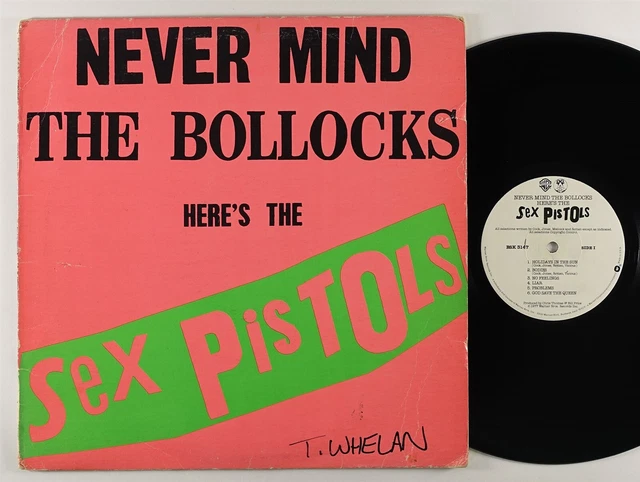 NEVER MIND
THE BOLLOCKS
HERE'S THE
Sex PisTOLs
T. WHELAN
NEVER MIND THE BOLLOCKS
HERE'S THE
Sex PisTOLs
BSK 3147
SIDE 1
1. HOLIDAYS IN THE SUN
2. BODIES
3. NO FEELINGS
4. LIAR
5. PROBLEMS
6. GOD SAVE THE QUEEN